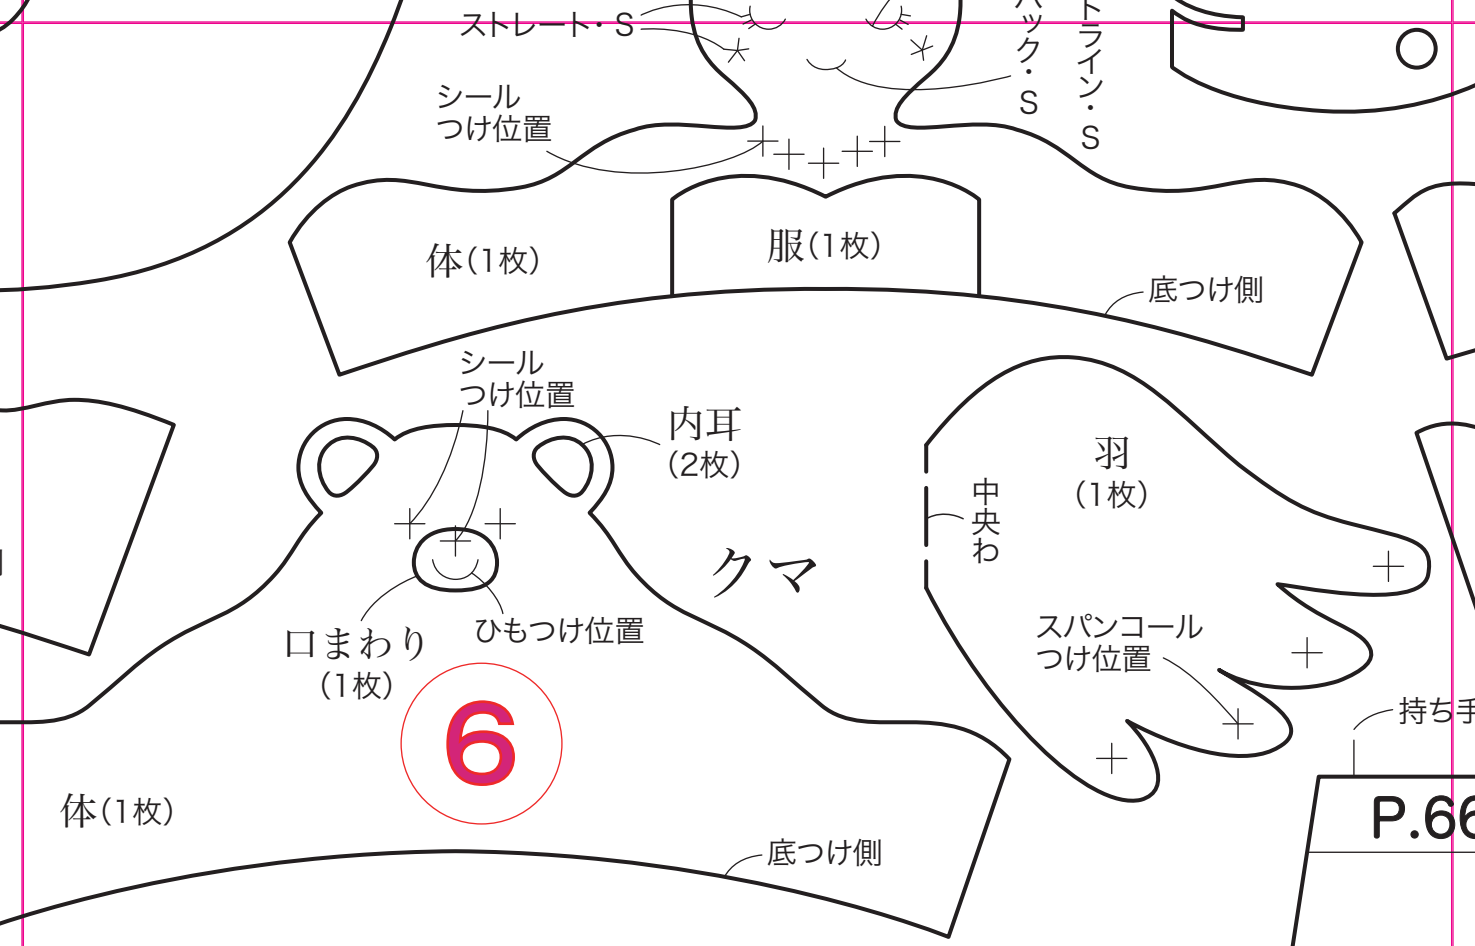 ストレート・S
バック・S
トライン・S
シール
つけ位置
体(1枚)
服(1枚)
底つけ側
シール
つけ位置
内耳
(2枚)
羽
(1枚)
中央わ
クマ
スパンコール
つけ位置
口まわり
(1枚)
ひもつけ位置
6
持ち手
体(1枚)
底つけ側
P.66